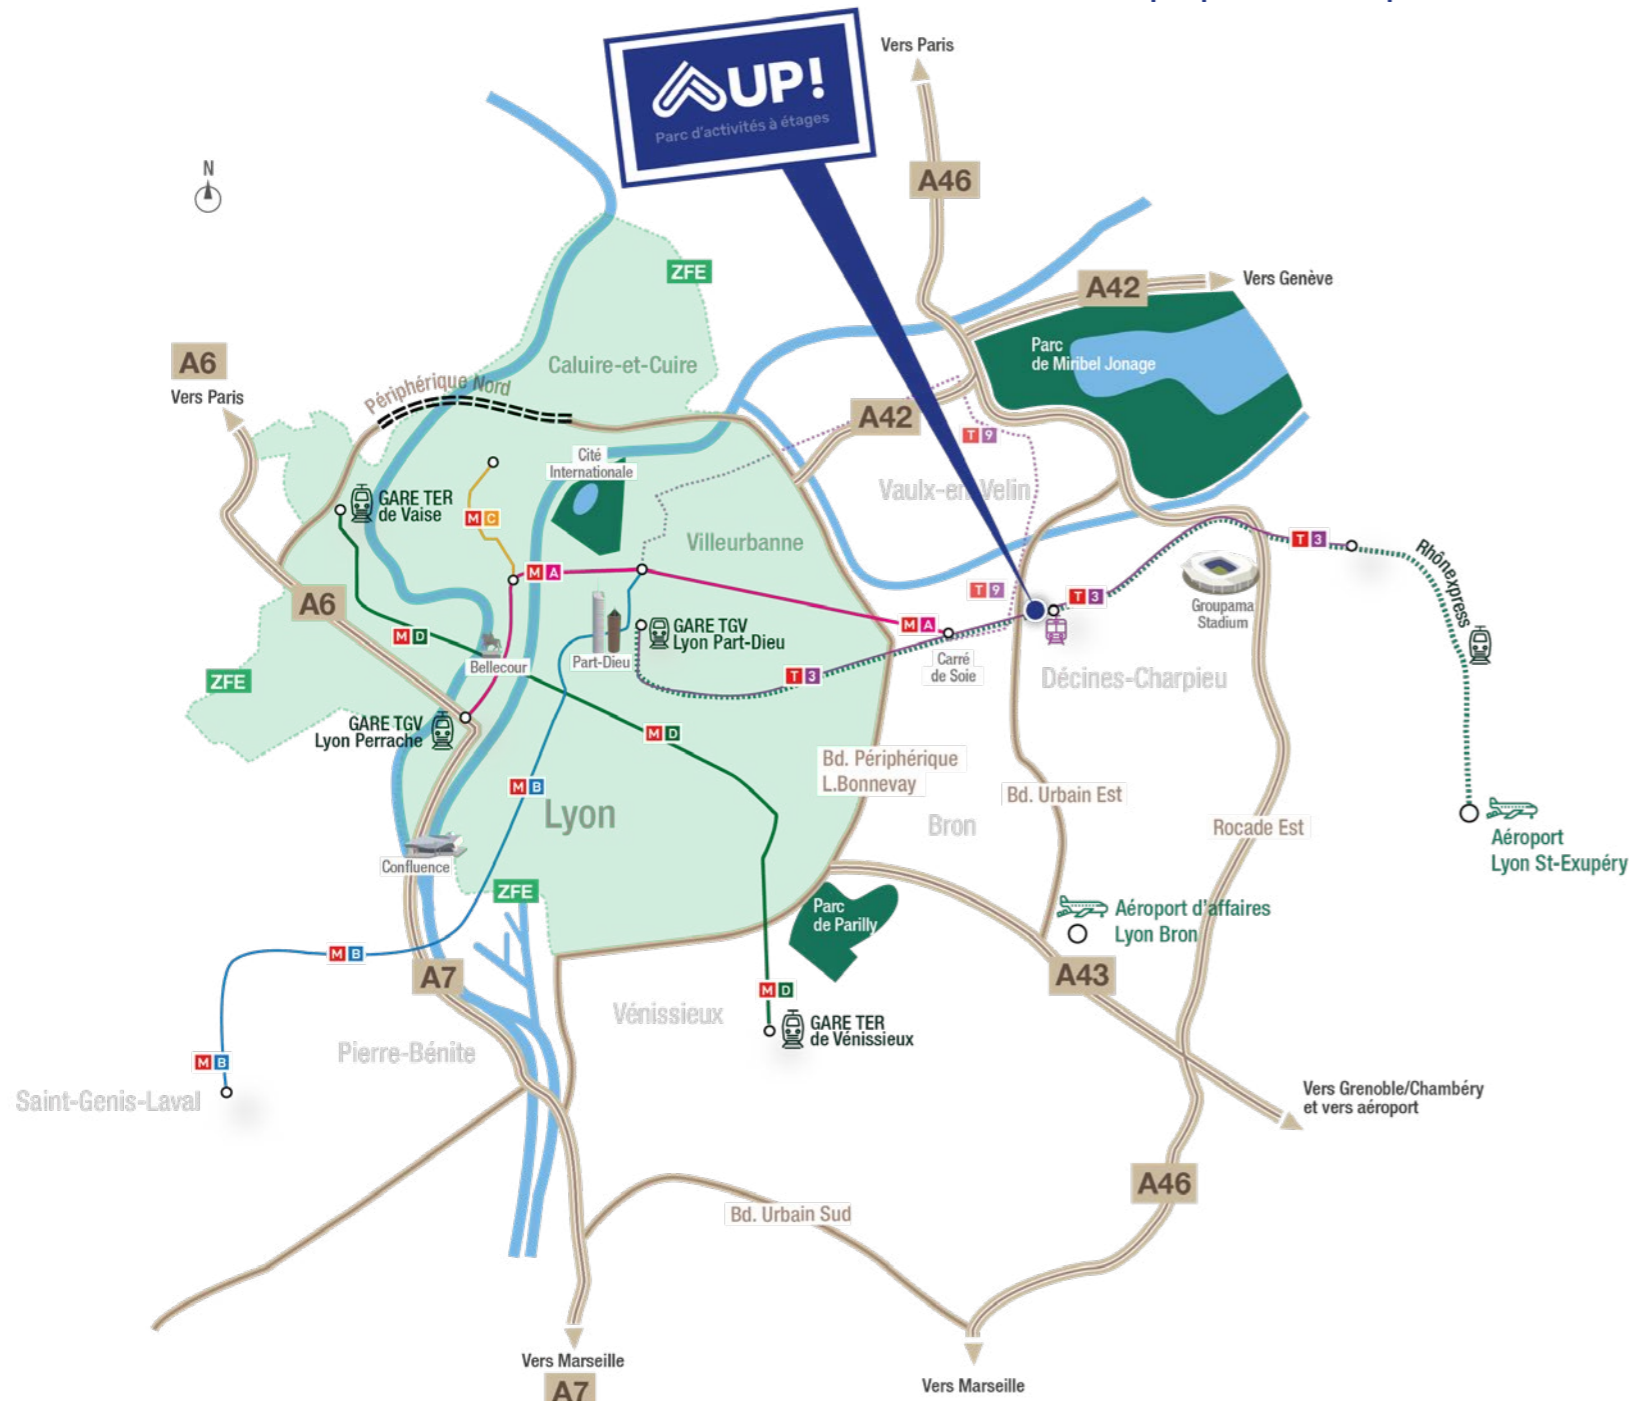 UP!
Parc d'activités à étages
Vers Paris
A46
N
ZFE
A42
Vers Genève
Parc
de Miribel Jonage
A6
Vers Paris
Périphérique Nord
Caluire-et-Cuire
A42
T 9
Cité
Internationale
GARE TER
de Vaise
M C
Vaulx-en-Velin
Villeurbanne
T 3
Rhônexpress
M A
T 9
T 3
Groupama
Stadium
A6
M D
M A
GARE TGV
Lyon Part-Dieu
Part-Dieu
Bellecour
Carré
de Soie
T 3
Décines-Charpieu
ZFE
GARE TGV
Lyon Perrache
M D
Bd. Périphérique
L.Bonnevay
M B
Lyon
Bd. Urbain Est
Bron
Rocade Est
Aéroport
Lyon St-Exupéry
Confluence
ZFE
Parc
de Parilly
Aéroport d'affaires
Lyon Bron
M B
A7
A43
M D
Vénissieux
GARE TER
de Vénissieux
Pierre-Bénite
M B
Saint-Genis-Laval
Vers Grenoble/Chambéry
et vers aéroport
A46
Bd. Urbain Sud
Vers Marseille
A7
Vers Marseille